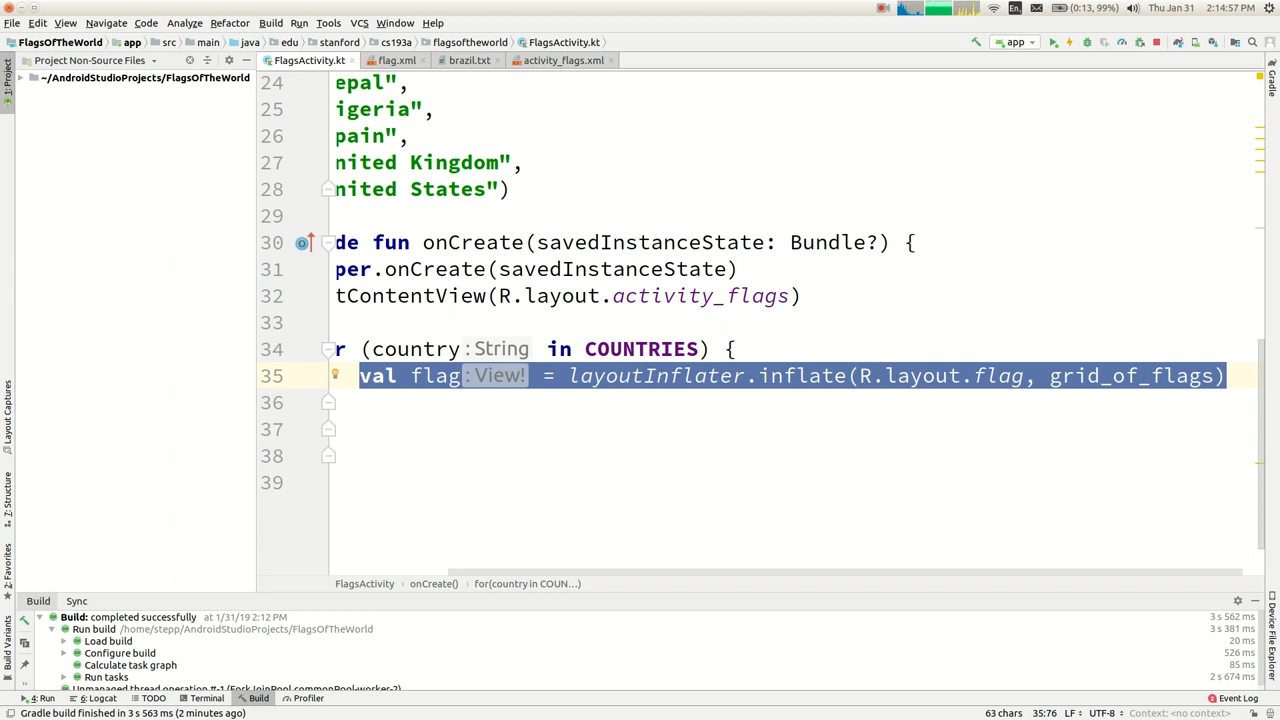 (0:13, 99%) Thu Jan 31 2:14:57 PM
En
File Edit View Navigate Code Analyze Refactor Build Run Tools VCS Window Help
FlagsOfTheWorld app src main java edu stanford cs193a flagsoftheworld FlagsActivity.kt app
Project Non-Source Files FlagsActivity.kt flag.xml brazil.txt activity_flags.xml
~/AndroidStudioProjects/FlagsOfTheWorld
1: Project
Layout Captures
7: Structure
2: Favorites
Build Variants
Gradle
Device File Explorer
24 epal",
25 igeria",
26 pain",
27 nited Kingdom",
28 nited States")
29
30 de fun onCreate(savedInstanceState: Bundle?) {
31 per.onCreate(savedInstanceState)
32 tContentView(R.layout.activity_flags)
33
34 r (country: String in COUNTRIES) {
35 val flag: View! = layoutInflater.inflate(R.layout.flag, grid_of_flags)
36
37
38
39
FlagsActivity onCreate() for(country in COUN...)
Build Sync
Build: completed successfully at 1/31/19 2:12 PM 3 s 562 ms
Run build /home/stepp/AndroidStudioProjects/FlagsOfTheWorld 3 s 381 ms
Load build 20 ms
Configure build 526 ms
Calculate task graph 85 ms
Run tasks 2 s 674 ms
Unmanaged thread operation #-1 (ForkJoinPool.commonPool-worker-2)
4: Run 6: Logcat TODO Terminal Build Profiler Event Log
Gradle build finished in 3 s 563 ms (2 minutes ago) 63 chars 35:76 LF UTF-8 Context: <no context>